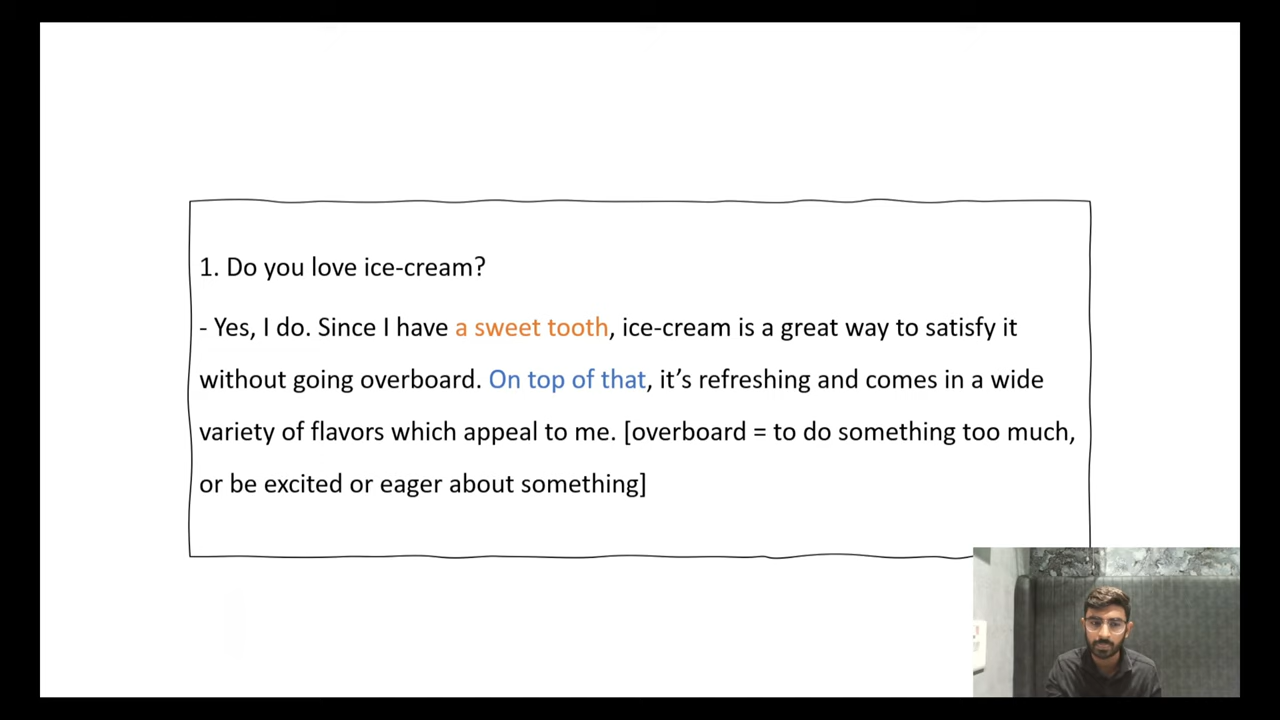 1. Do you love ice-cream?
- Yes, I do. Since I have a sweet tooth, ice-cream is a great way to satisfy it
without going overboard. On top of that, it’s refreshing and comes in a wide
variety of flavors which appeal to me. [overboard = to do something too much,
or be excited or eager about something]